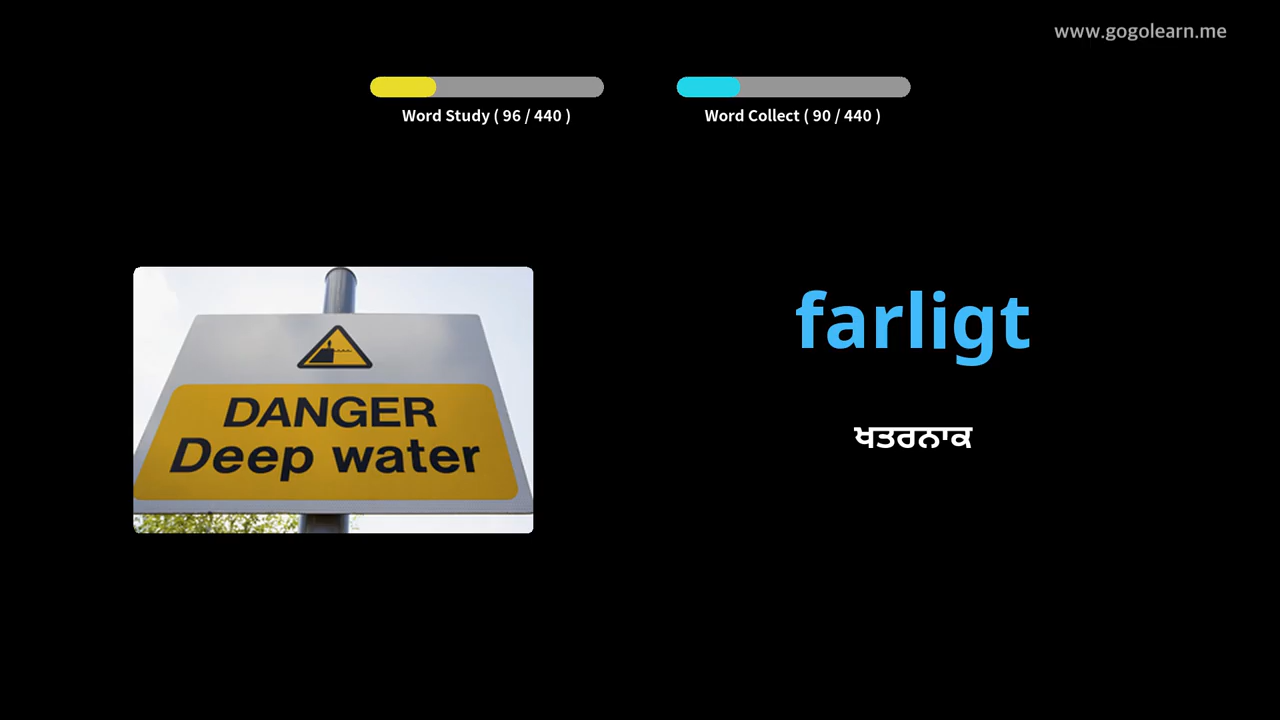 www.gogolearn.me
Word Study ( 96 / 440 )
Word Collect ( 90 / 440 )
DANGER
Deep water
farligt
ਖਤਰਨਾਕ